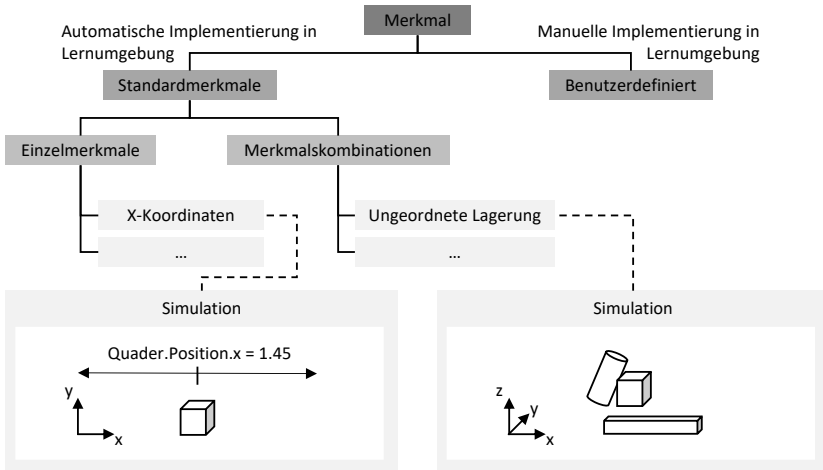 Merkmal
Automatische Implementierung in
Lernumgebung
Manuelle Implementierung in
Lernumgebung
Standardmerkmale
Benutzerdefiniert
Einzelmerkmale
Merkmalskombinationen
X-Koordinaten
Ungeordnete Lagerung
...
...
Simulation
Simulation
Quader.Position.x = 1.45
y
x
z
y
x